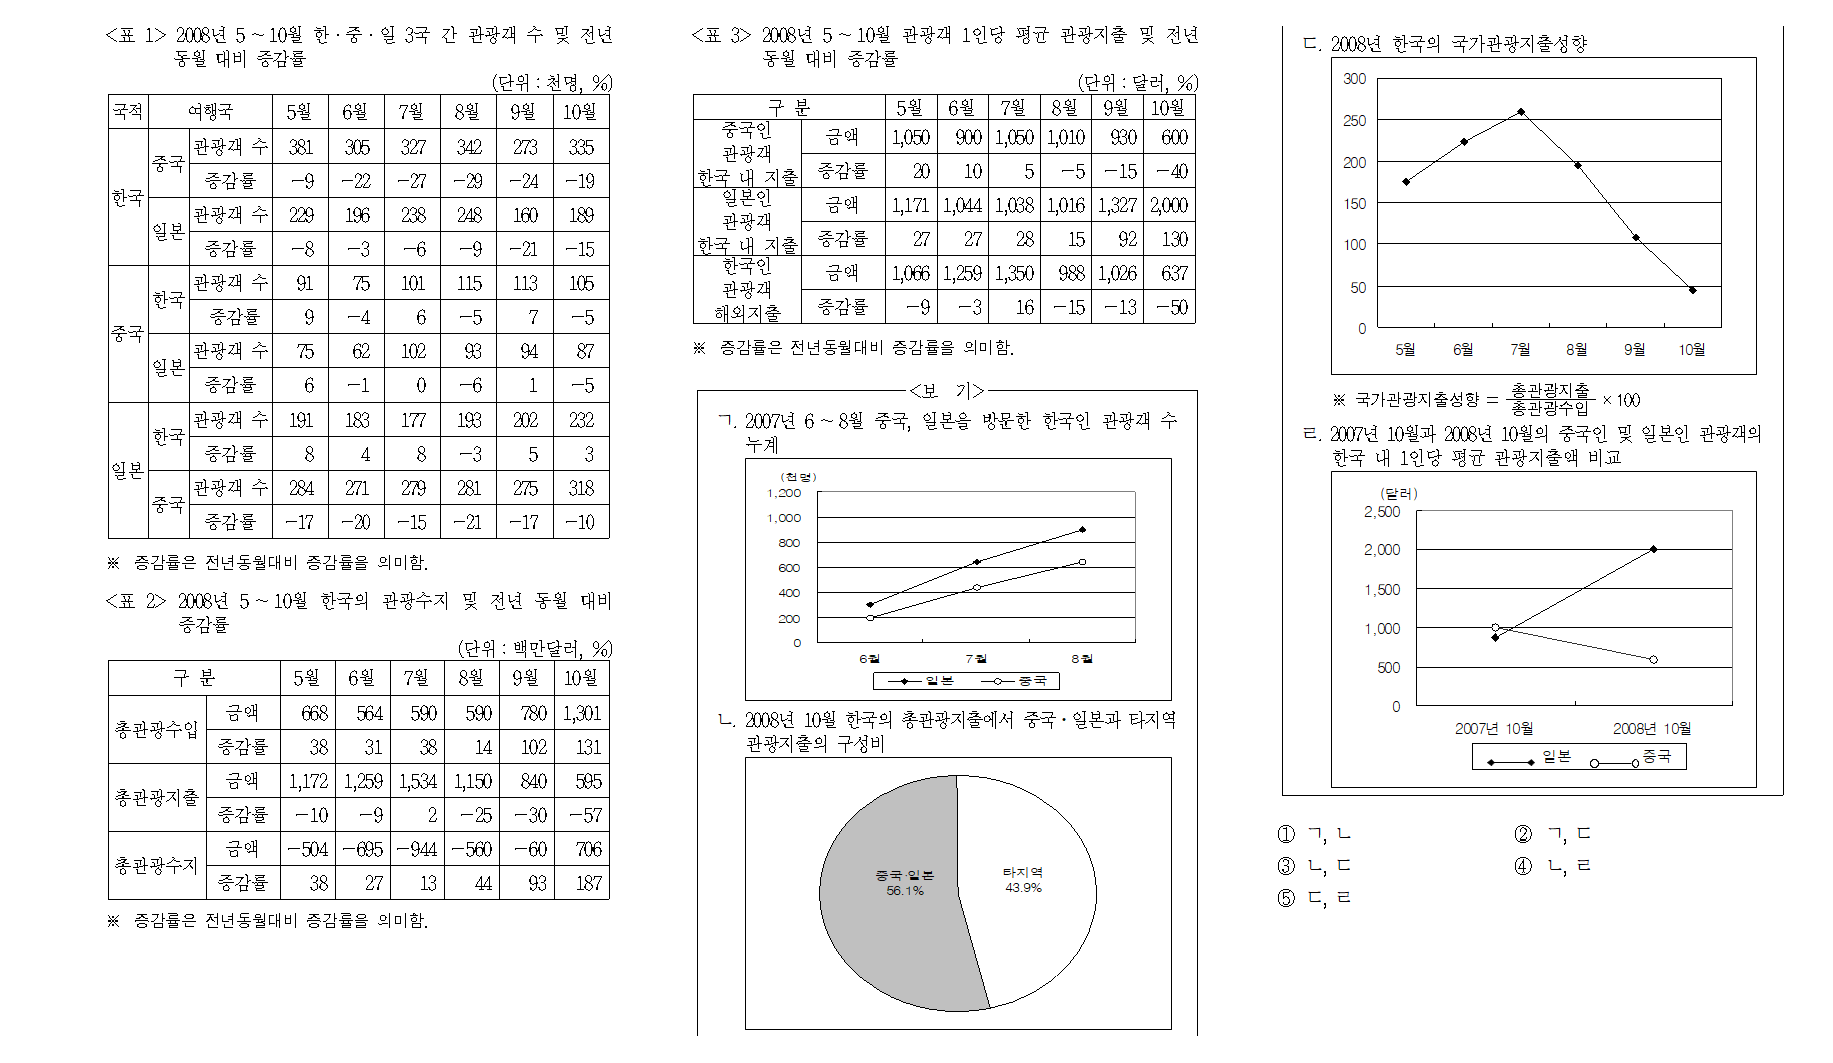 <표 1> 2008년 5～10월 한·중·일 3국 간 관광객 수 및 전년
동월 대비 증감률
(단위 : 천명, %)
국적 여행국 5월 6월 7월 8월 9월 10월
한국 중국 관광객 수 381 305 327 342 273 335
증감률 −9 −22 −27 −29 −24 −19
일본 관광객 수 229 196 238 248 160 189
증감률 −8 −3 −6 −9 −21 −15
중국 한국 관광객 수 91 75 101 115 113 105
증감률 9 −4 6 −5 7 −5
일본 관광객 수 75 62 102 93 94 87
증감률 6 −1 0 −6 1 −5
일본 한국 관광객 수 191 183 177 193 202 232
증감률 8 4 8 −3 5 3
중국 관광객 수 284 271 279 281 275 318
증감률 −17 −20 −15 −21 −17 −10
※ 증감률은 전년동월대비 증감률을 의미함.
<표 2> 2008년 5～10월 한국의 관광수지 및 전년 동월 대비
증감률
(단위 : 백만달러, %)
구 분 5월 6월 7월 8월 9월 10월
총관광수입 금액 668 564 590 590 780 1,301
증감률 38 31 38 14 102 131
총관광지출 금액 1,172 1,259 1,534 1,150 840 595
증감률 −10 −9 2 −25 −30 −57
총관광수지 금액 −504 −695 −944 −560 −60 706
증감률 38 27 13 44 93 187
※ 증감률은 전년동월대비 증감률을 의미함.
<표 3> 2008년 5～10월 관광객 1인당 평균 관광지출 및 전년
동월 대비 증감률
(단위 : 달러, %)
구 분 5월 6월 7월 8월 9월 10월
중국인
관광객
한국 내 지출
금액 1,050 900 1,050 1,010 930 600
증감률 20 10 5 −5 −15 −40
일본인
관광객
한국 내 지출
금액 1,171 1,044 1,038 1,016 1,327 2,000
증감률 27 27 28 15 92 130
한국인
관광객
해외지출
금액 1,066 1,259 1,350 988 1,026 637
증감률 −9 −3 16 −15 −13 −50
※ 증감률은 전년동월대비 증감률을 의미함.
<보 기>
ㄱ. 2007년 6～8월 중국, 일본을 방문한 한국인 관광객 수
누계
(천명)
1,200
1,000
800
600
400
200
0
6월 7월 8월
일본 중국
ㄴ. 2008년 10월 한국의 총관광지출에서 중국·일본과 타지역
관광지출의 구성비
중국·일본
56.1%
타지역
43.9%
ㄷ. 2008년 한국의 국가관광지출성향
300
250
200
150
100
50
0
5월 6월 7월 8월 9월 10월
※ 국가관광지출성향 = 총관광지출/총관광수입 ×100
ㄹ. 2007년 10월과 2008년 10월의 중국인 및 일본인 관광객의
한국 내 1인당 평균 관광지출액 비교
(달러)
2,500
2,000
1,500
1,000
500
0
2007년 10월 2008년 10월
일본 중국
① ㄱ, ㄴ ② ㄱ, ㄷ
③ ㄴ, ㄷ ④ ㄴ, ㄹ
⑤ ㄷ, ㄹ